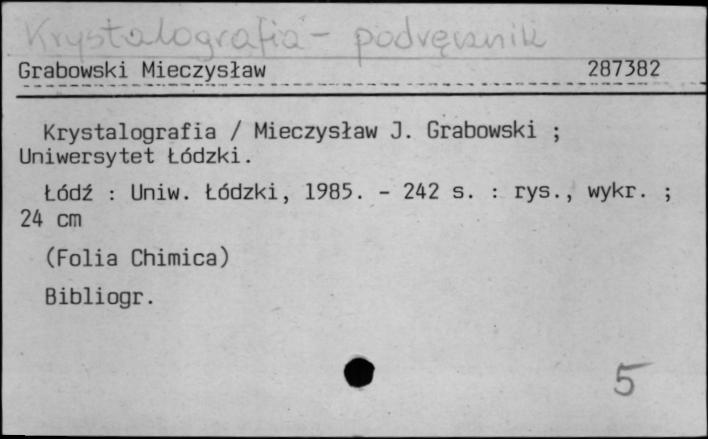 Krystalografia - podręcznik
Grabowski Mieczysław 287382
Krystalografia / Mieczysław J. Grabowski ;
Uniwersytet Łódzki.
Łódź : Uniw. Łódzki, 1985. - 242 s. : rys., wykr. ;
24 cm
(Folia Chimica)
Bibliogr.
5